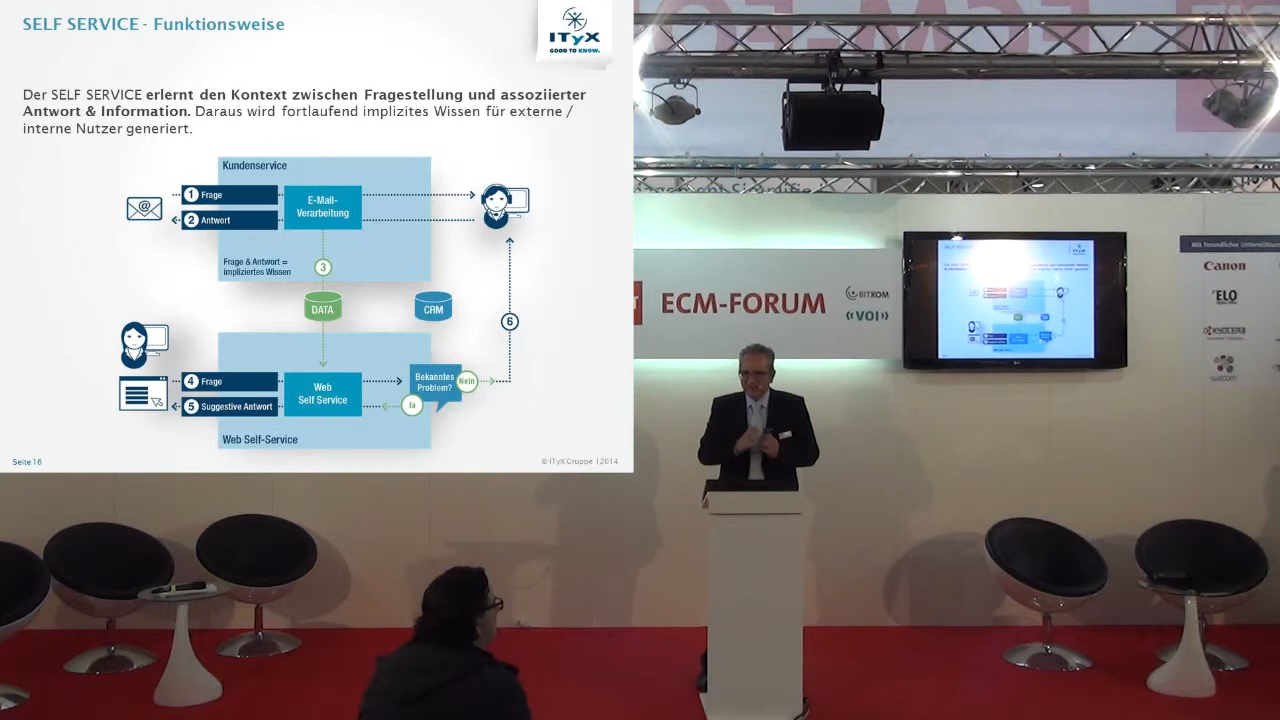 SELF SERVICE - Funktionsweise
ITyX
GOOD TO KNOW.
Der SELF SERVICE erlernt den Kontext zwischen Fragestellung und assoziierter
Antwort & Information. Daraus wird fortlaufend implizites Wissen für externe /
interne Nutzer generiert.
Kundenservice
1 Frage
2 Antwort
E-Mail-
Verarbeitung
@
Frage & Antwort =
impliziertes Wissen
3
DATA
CRM
6
4 Frage
5 Suggestive Antwort
Web
Self Service
Bekanntes
Problem?
Nein
Ja
Web Self-Service
Seite 16
© ITyX Gruppe | 2014
ECM-FORUM
BITKOM
VOI
Mit freundlicher
Canon
ELO
KYOCERA
wacom